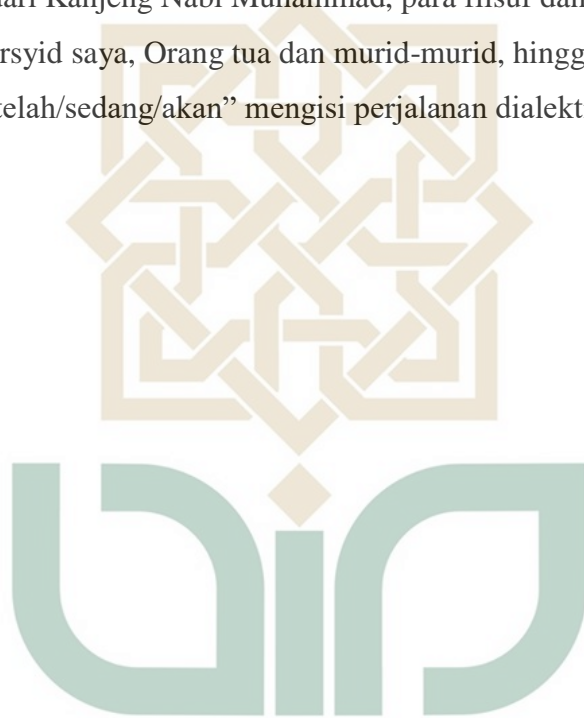 dari Kanjeng Nabi Muhammad, para Filsuf dan
rsyid saya, Orang tua dan murid-murid, hingg
telah/sedang/akan” mengisi perjalanan dialekt